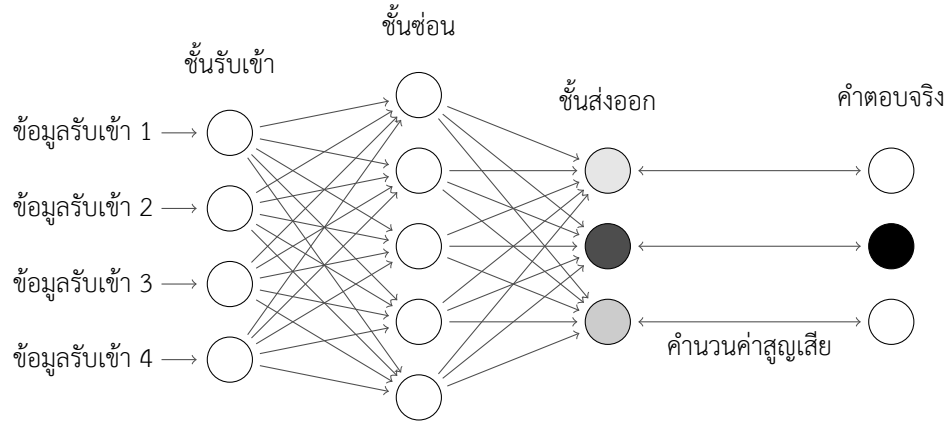 ชั้นซ่อน
ชั้นรับเข้า
ชั้นส่งออก
คำตอบจริง
ข้อมูลรับเข้า 1
ข้อมูลรับเข้า 2
ข้อมูลรับเข้า 3
ข้อมูลรับเข้า 4
คำนวนค่าสูญเสีย